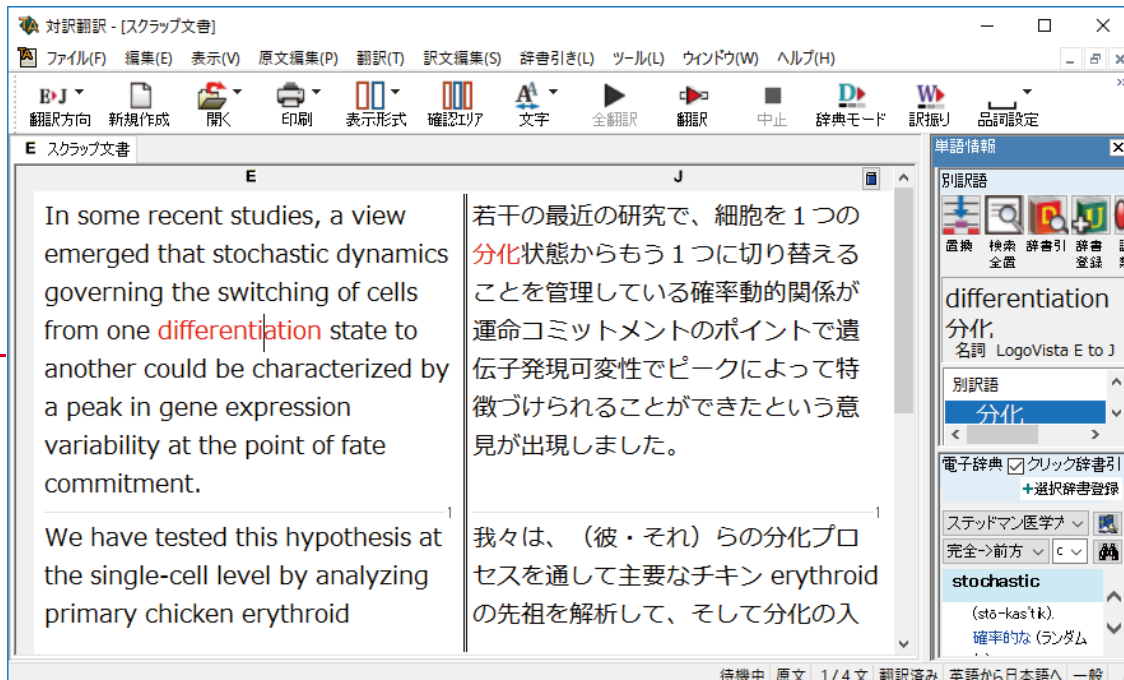 対訳翻訳 - [スクラップ文書]
ファイル(F) 編集(E) 表示(V) 原文編集(P) 翻訳(T) 訳文編集(S) 辞書引き(L) ツール(L) ウインドウ(W) ヘルプ(H)
E▸J
翻訳方向 新規作成 開く 印刷 表示形式 確認エリア 文字 全翻訳 翻訳 中止 辞典モード 訳振り 品詞設定
E スクラップ文書
E J
In some recent studies, a view
emerged that stochastic dynamics
governing the switching of cells
from one differentiation state to
another could be characterized by
a peak in gene expression
variability at the point of fate
commitment.
1
We have tested this hypothesis at
the single-cell level by analyzing
primary chicken erythroid
若干の最近の研究で、細胞を１つの
分化状態からもう１つに切り替える
ことを管理している確率動的関係が
運命コミットメントのポイントで遺
伝子発現可変性でピークによって特
徴づけられることができたという意
見が出現しました。
1
我々は、（彼・それ）らの分化プロ
セスを通して主要なチキン erythroid
の先祖を解析して、そして分化の入
単語情報
別訳語
置換 検索全置 辞書引 辞書登録
differentiation
分化
名詞 LogoVista E to J
別訳語
分化
電子辞典 クリック辞書引
+選択辞書登録
ステッドマン医学
完全->前方 c
stochastic
(stō-kas'tik).
確率的な (ランダム
待機中 原文 1/4文 翻訳済み 英語から日本語へ 一般